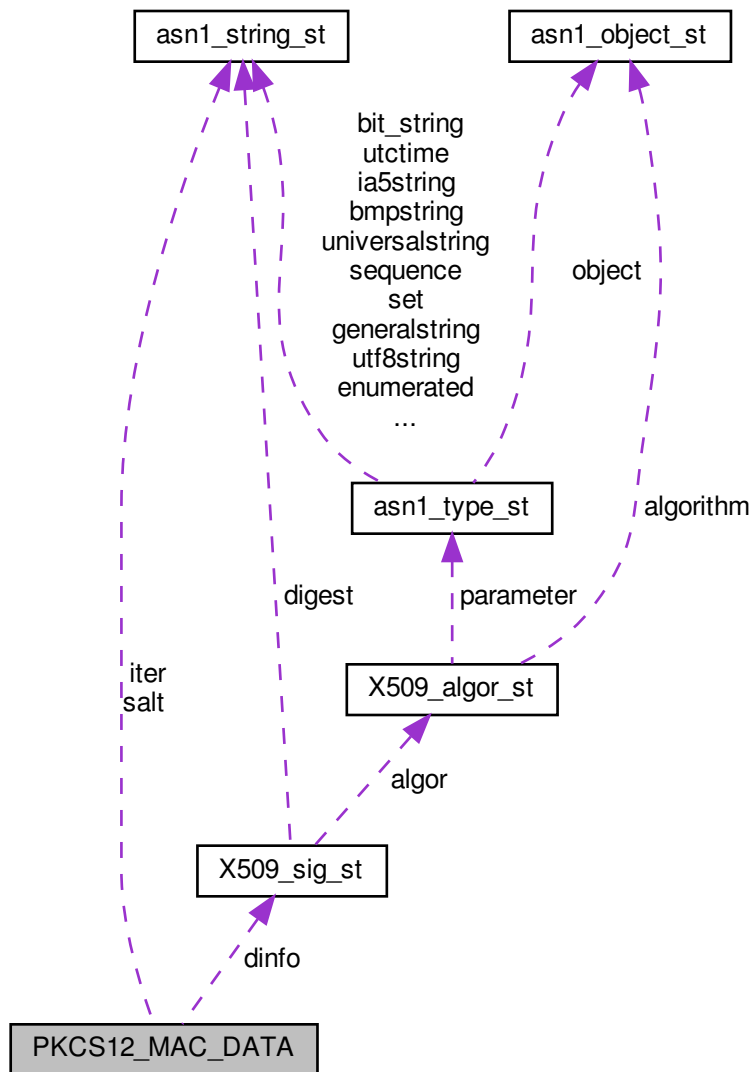 asn1_string_st
asn1_object_st
bit_string
utctime
ia5string
bmpstring
universalstring
sequence
set
generalstring
utf8string
enumerated
...
object
asn1_type_st
algorithm
digest
parameter
iter
salt
X509_algor_st
algor
X509_sig_st
dinfo
PKCS12_MAC_DATA